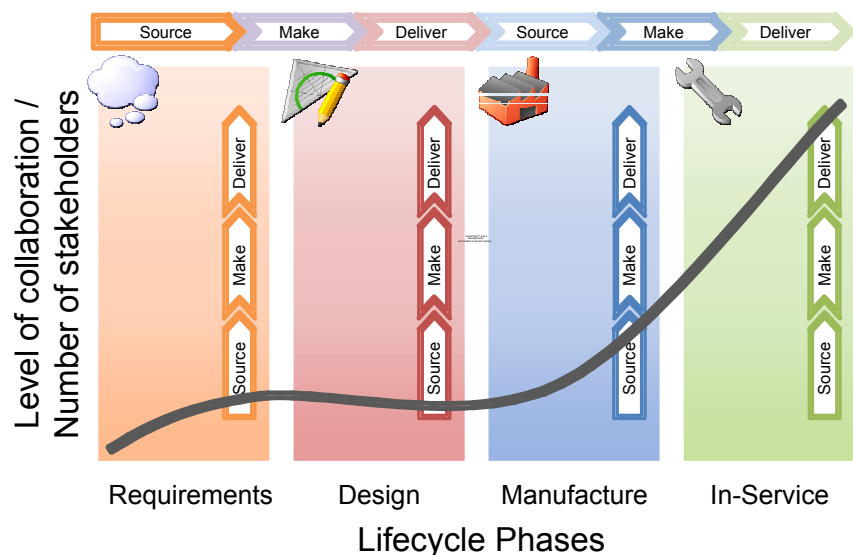 Source
Make
Deliver
Source
Make
Deliver
Level of collaboration /
Number of stakeholders
Deliver
Make
Source
Deliver
Make
Source
Deliver
Make
Source
Deliver
Make
Source
Requirements
Design
Manufacture
In-Service
Lifecycle Phases